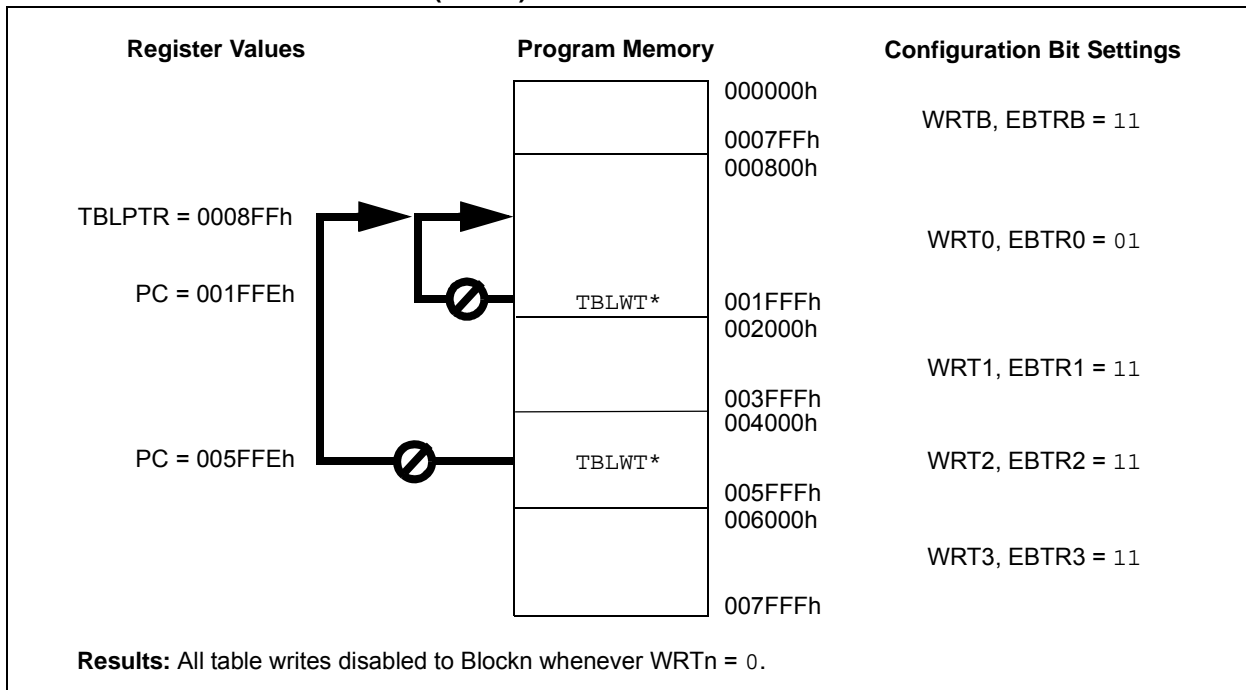 Register Values Program Memory Configuration Bit Settings
000000h
WRTB, EBTRB = 11
0007FFh
000800h
TBLPTR = 0008FFh
WRT0, EBTR0 = 01
PC = 001FFEh
TBLWT*
001FFFh
002000h
WRT1, EBTR1 = 11
003FFFh
004000h
PC = 005FFEh
TBLWT*
WRT2, EBTR2 = 11
005FFFh
006000h
WRT3, EBTR3 = 11
007FFFh
Results: All table writes disabled to Blockn whenever WRTn = 0.